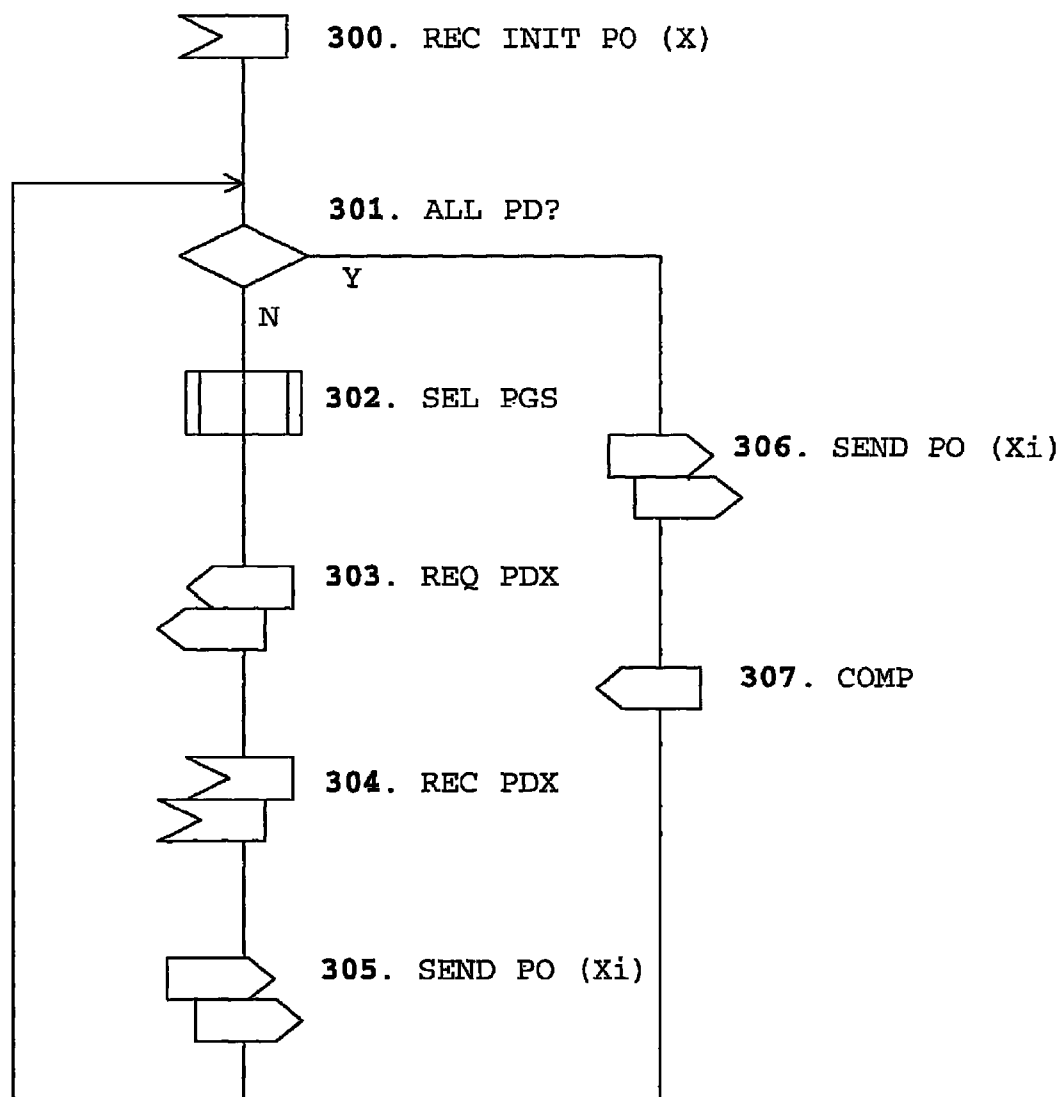 300. REC INIT PO (X)
301. ALL PD?
Y
N
302. SEL PGS
306. SEND PO (Xi)
303. REQ PDX
307. COMP
304. REC PDX
305. SEND PO (Xi)